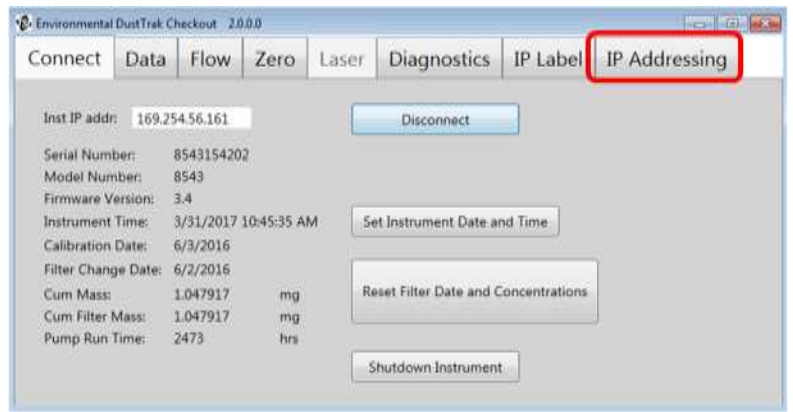 Environmental DustTrak Checkout 2.0.0.0
Connect Data Flow Zero Laser Diagnostics IP Label IP Addressing
Inst IP addr: 169.254.56.161 Disconnect
Serial Number: 8543154202
Model Number: 8543
Firmware Version: 3.4
Instrument Time: 3/31/2017 10:45:35 AM Set Instrument Date and Time
Calibration Date: 6/3/2016
Filter Change Date: 6/2/2016
Cum Mass: 1.047917 mg Reset Filter Date and Concentrations
Cum Filter Mass: 1.047917 mg
Pump Run Time: 2473 hrs
Shutdown Instrument